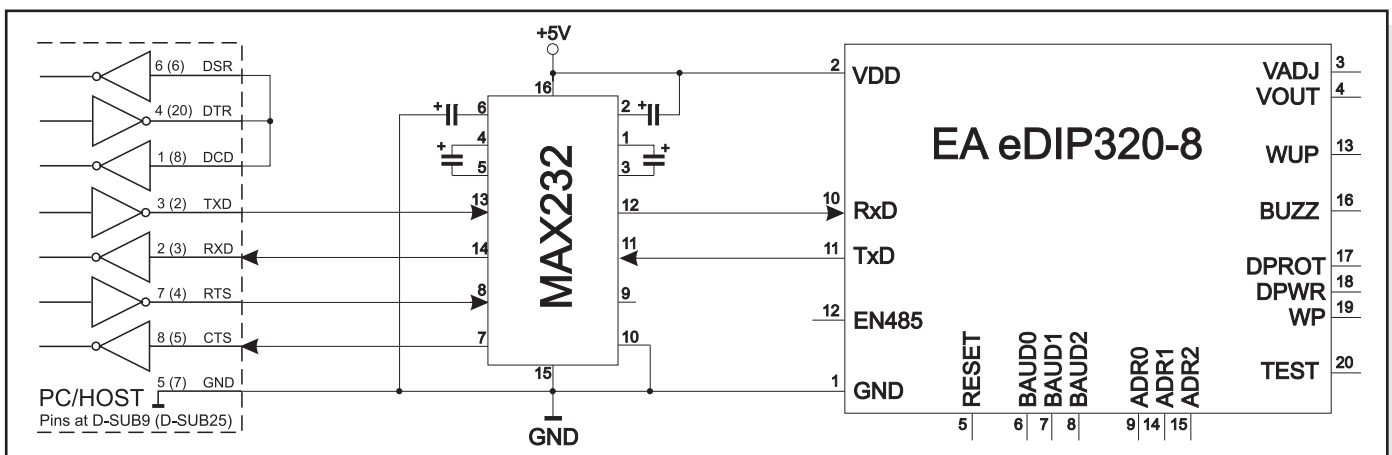 +5V
6 (6) DSR
4 (20) DTR
1 (8) DCD
3 (2) TXD
2 (3) RXD
7 (4) RTS
8 (5) CTS
5 (7) GND
PC/HOST
Pins at D-SUB9 (D-SUB25)
16
6
4
5
13
14
8
7
15
MAX232
2
1
3
12
11
9
10
GND
EA eDIP320-8
2 VDD
10 RxD
11 TxD
12 EN485
1 GND
VADJ 3
VOUT 4
WUP 13
BUZZ 16
DPROT 17
DPWR 18
WP 19
TEST 20
RESET 5
BAUD0 6
BAUD1 7
BAUD2 8
ADR0 9
ADR1 14
ADR2 15